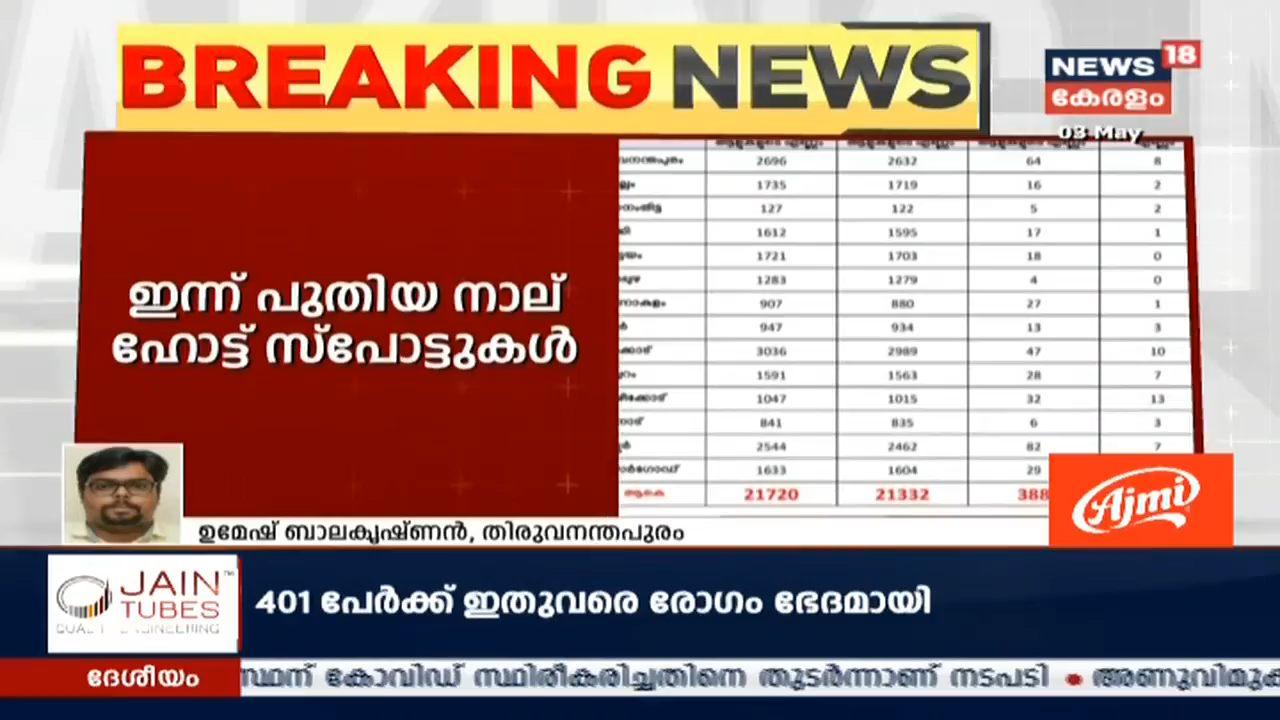 BREAKING NEWS
NEWS 18
കേരളം
03 May
ഇന്ന് പുതിയ നാല്
ഹോട്ട് സ്പോട്ടുകൾ
2696 2632 64 8
1735 1719 16 2
127 122 5 2
1612 1595 17 1
1721 1703 18 0
1283 1279 4 0
907 880 27 1
947 934 13 3
3036 2989 47 10
1591 1563 28 7
1047 1015 32 13
841 835 6 3
2544 2462 82 7
1633 1604 29
ആകെ 21720 21332 388
Ajmi
ഉമേഷ് ബാലകൃഷ്ണൻ, തിരുവനന്തപുരം
JAIN
TUBES
401 പേർക്ക് ഇതുവരെ രോഗം ഭേദമായി
ദേശീയം
സ്ഥന് കോവിഡ് സ്ഥിരീകരിച്ചതിനെ തുടർന്നാണ് നടപടി • അണുവിമുക